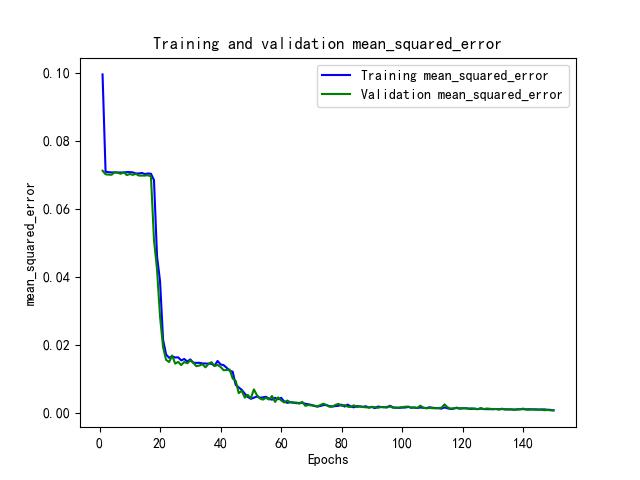 Training and validation mean_squared_error
Training mean_squared_error
Validation mean_squared_error
mean_squared_error
0.10
0.08
0.06
0.04
0.02
0.00
0 20 40 60 80 100 120 140
Epochs